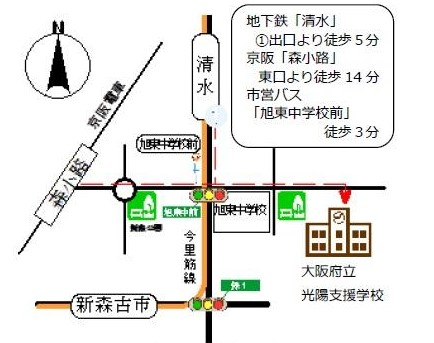 地下鉄「清水」
①出口より徒歩５分
京阪「森小路」
東口より徒歩 14 分
市営バス
「旭東中学校前」
徒歩３分
清水
京阪電車
旭東中学校前
森小路
旭東中前
旭東中学校
今里筋線
大阪府立
光陽支援学校
新森古市